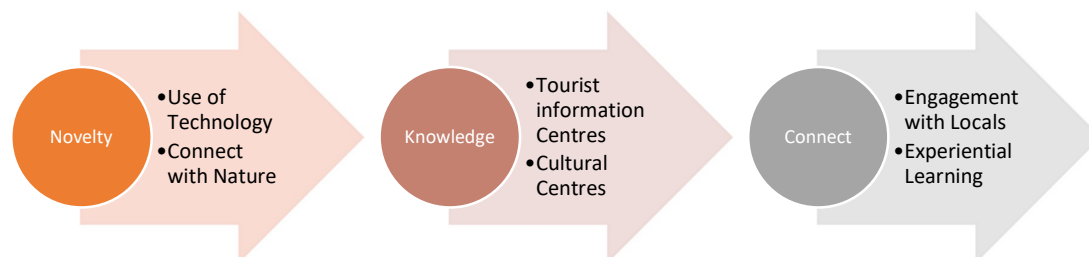 Novelty
•Use of
Technology
•Connect
with Nature
Knowledge
•Tourist
information
Centres
•Cultural
Centres
Connect
•Engagement
with Locals
•Experiential
Learning